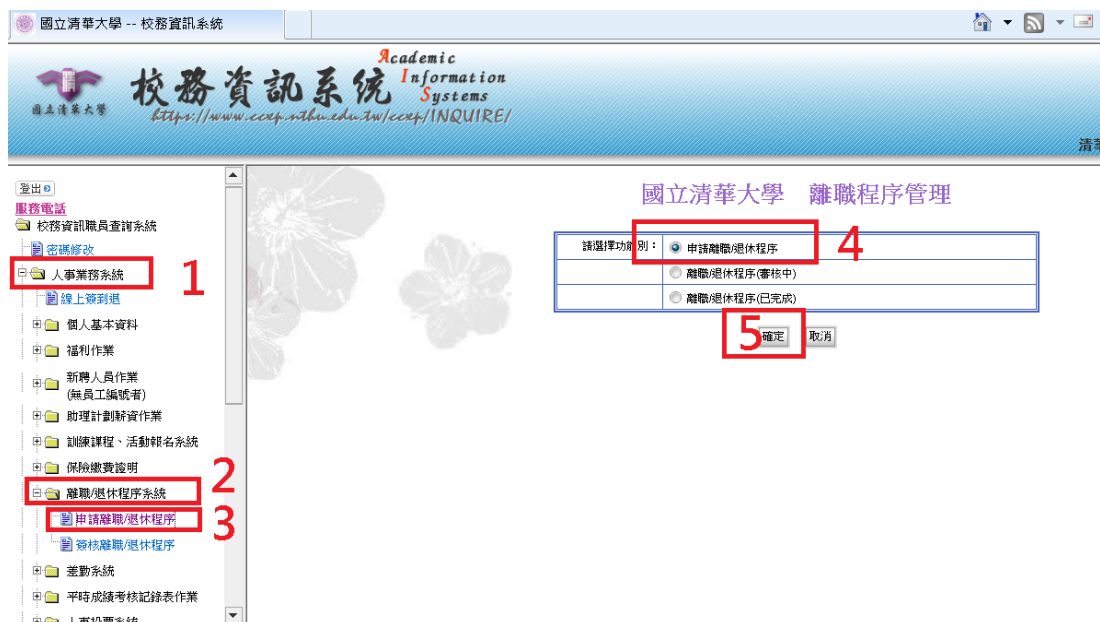 國立清華大學 -- 校務資訊系統
Academic
Information
Systems
校務資訊系統
國立清華大學
https://www.ccxp.nthu.edu.tw/ccxp/INQUIRE/
登出
服務電話
校務資訊職員查詢系統
密碼修改
人事業務系統
1
線上簽到退
個人基本資料
福利作業
新聘人員作業
(無員工編號者)
助理計劃薪資作業
訓練課程、活動報名系統
保險繳費證明
2
離職/退休程序系統
3
申請離職/退休程序
簽核離職/退休程序
差勤系統
平時成績考核記錄表作業
國立清華大學 離職程序管理
請選擇功能別:
申請離職/退休程序
4
離職/退休程序(審核中)
離職/退休程序(已完成)
5
確定
取消